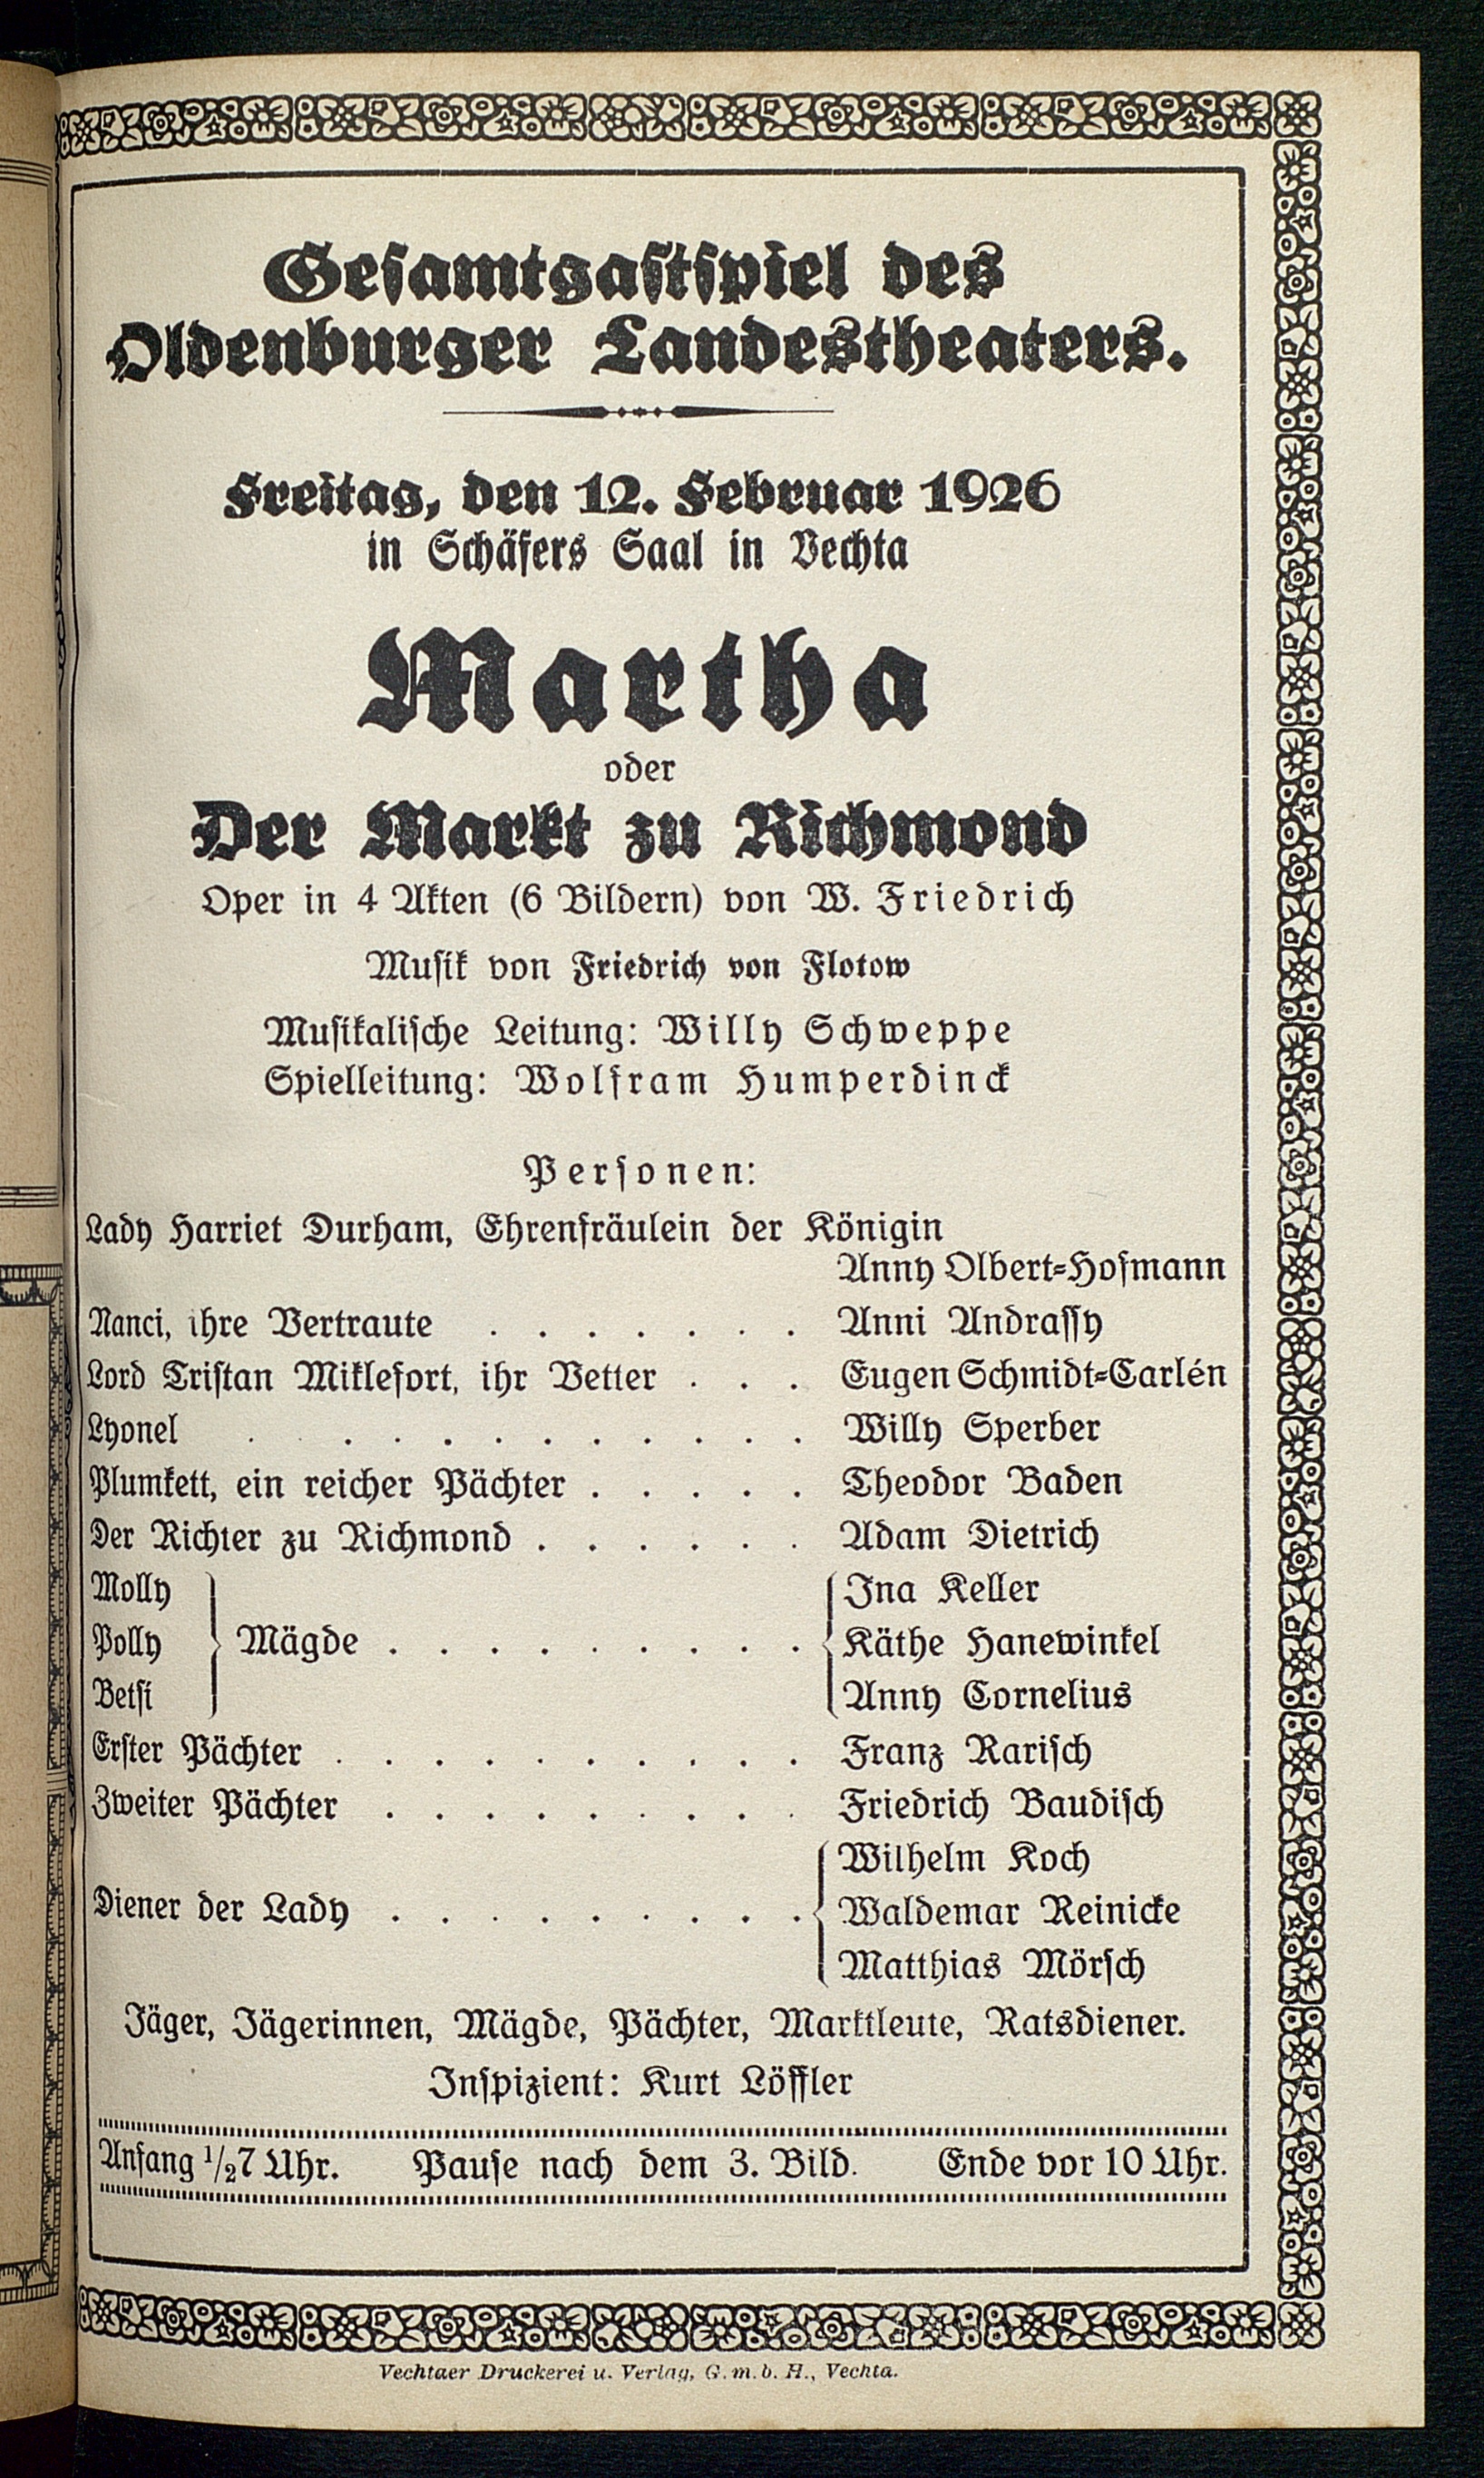 Gesamtgastspiel des
Oldenburger Landestheaters.
Freitag, den 12. Februar 1926
in Schäfers Saal in Vechta
Martha
oder
Der Markt zu Richmond
Oper in 4 Akten (6 Bildern) von W. Friedrich
Musik von Friedrich von Flotow
Musikalische Leitung: Willy Schweppe
Spielleitung: Wolfram Humperdinck
Personen:
Lady Harriet Durham, Ehrenfräulein der Königin
Anny Olbert-Hofmann
Nanci, ihre Vertraute . . . . . . . Anni Andrassy
Lord Tristan Miklefort, ihr Vetter . . . Eugen Schmidt-Carlén
Lyonel . . . . . . . . . . . . Willy Sperber
Plumkett, ein reicher Pächter . . . . . Theodor Baden
Der Richter zu Richmond . . . . . . Adam Dietrich
Molly Ina Keller
Polly Mägde . . . . . . . . . Käthe Hanewinkel
Betsi Anny Cornelius
Erster Pächter . . . . . . . . . . Franz Rarisch
Zweiter Pächter . . . . . . . . . Friedrich Baudisch
Wilhelm Koch
Diener der Lady . . . . . . . . . Waldemar Reinicke
Matthias Mörsch
Jäger, Jägerinnen, Mägde, Pächter, Marktleute, Ratsdiener.
Inspizient: Kurt Löffler
Anfang 1/27 Uhr. Pause nach dem 3. Bild. Ende vor 10 Uhr.
Vechtaer Druckerei u. Verlag, G. m. b. H., Vechta.